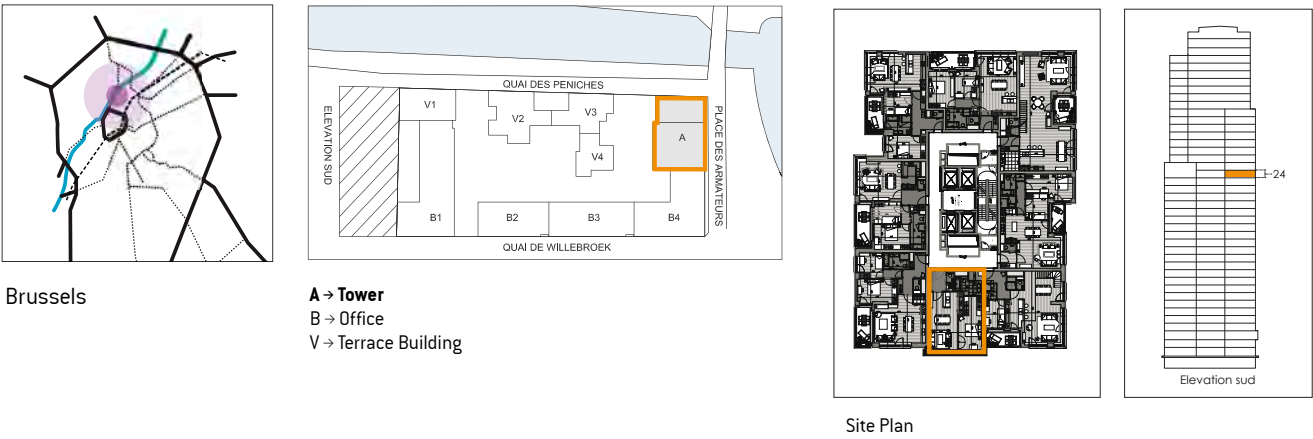 Brussels
QUAI DES PENICHES
ELEVATION SUD
V1
V2
V3
V4
A
PLACE DES ARMATEURS
B1
B2
B3
B4
QUAI DE WILLEBROEK
A → Tower
B → Office
V → Terrace Building
Site Plan
24
Elevation sud